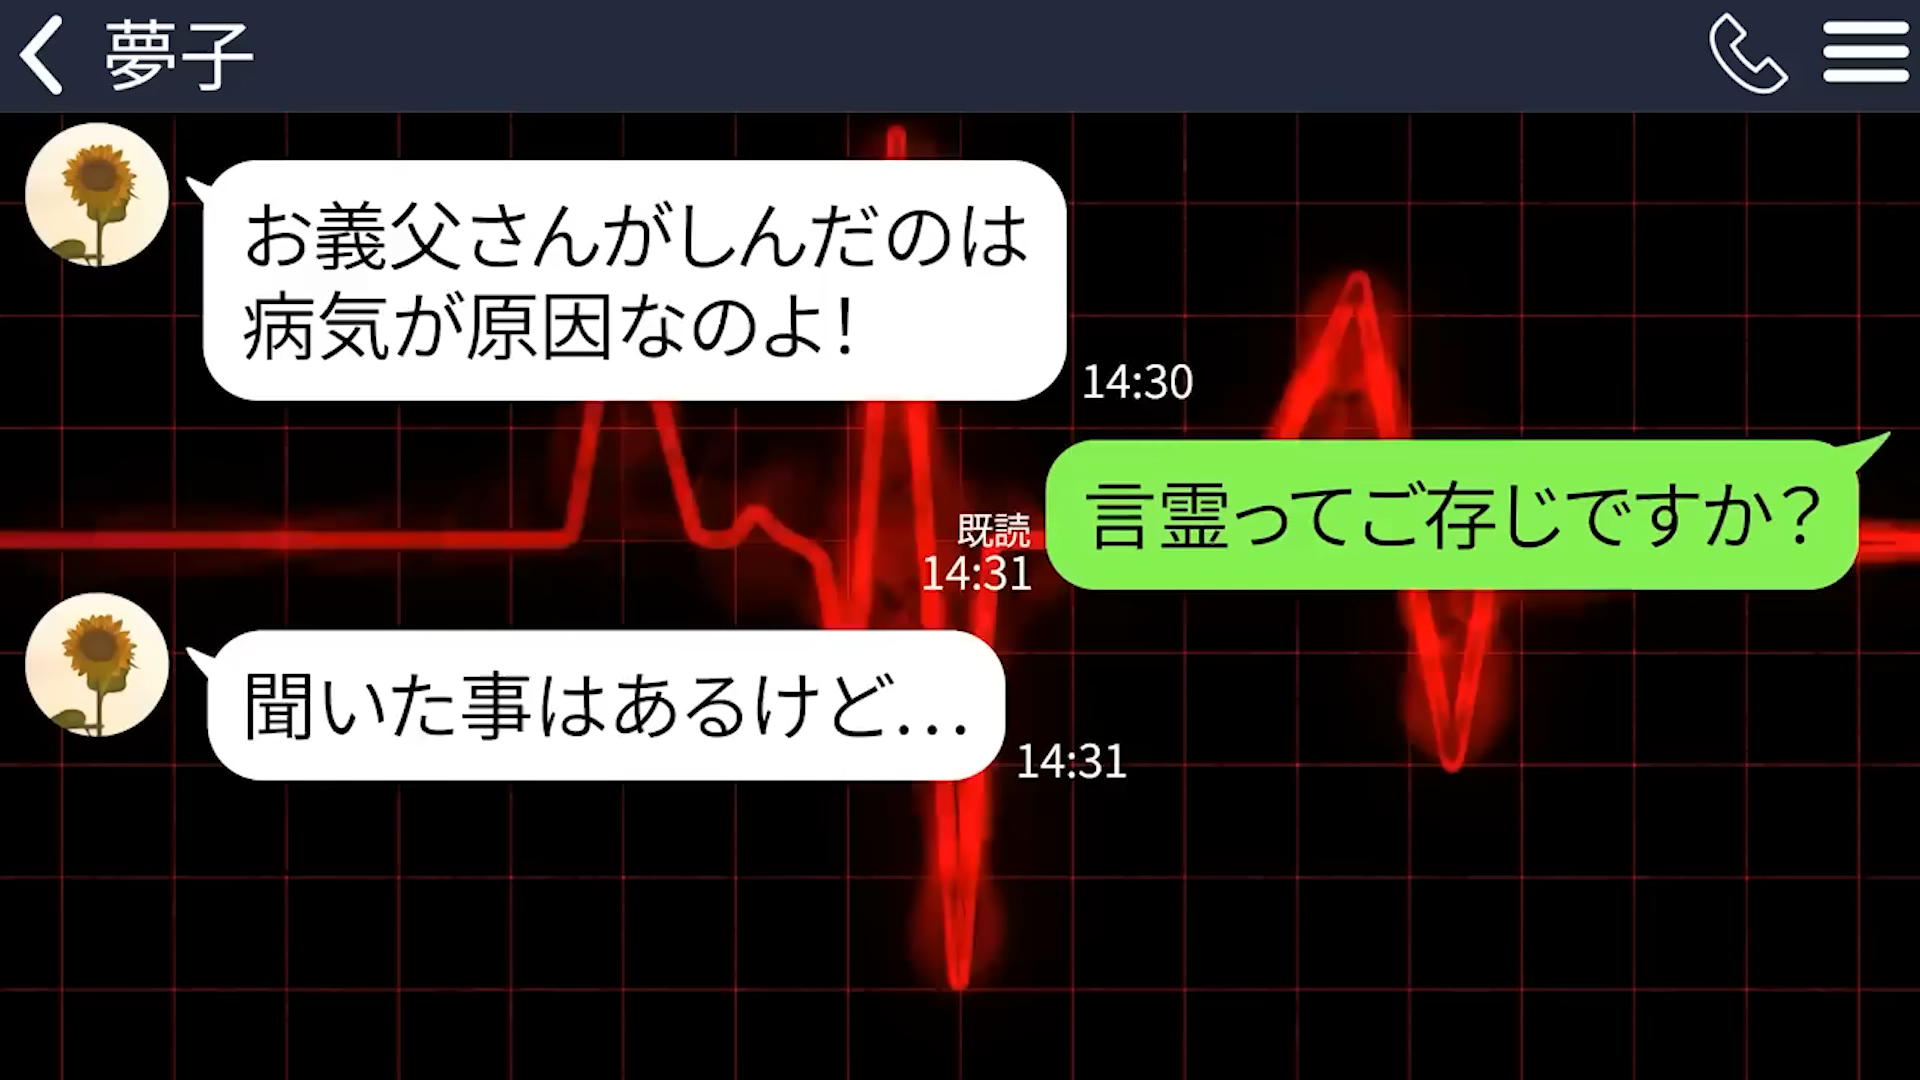 夢子
お義父さんがしんだのは
病気が原因なのよ!
14:30
言霊ってご存じですか?
既読
14:31
聞いた事はあるけど...
14:31